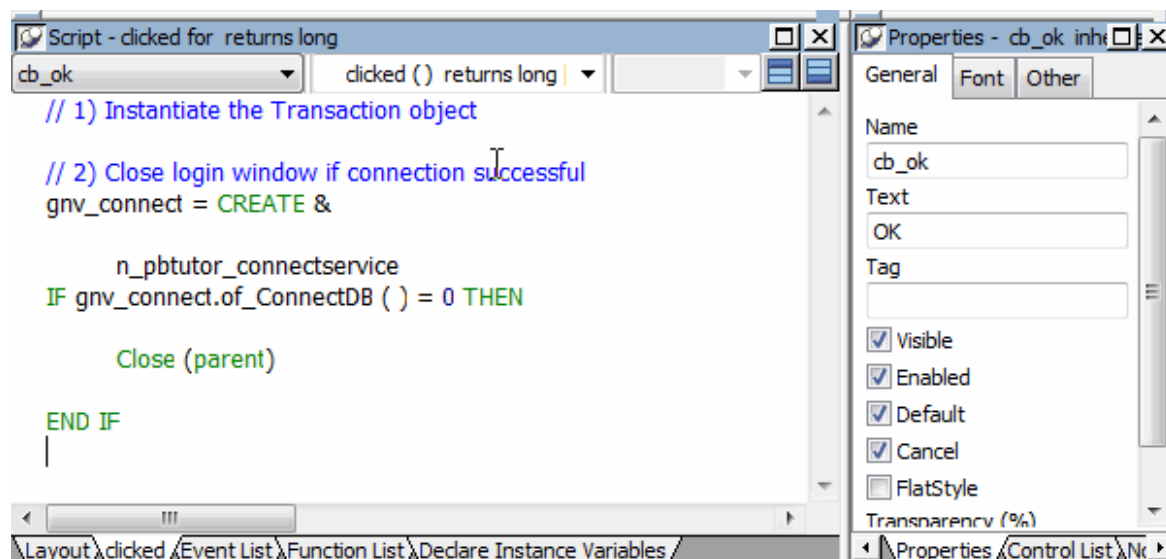 Script - clicked for returns long
cb_ok
clicked ( ) returns long
// 1) Instantiate the Transaction object
// 2) Close login window if connection successful
gnv_connect = CREATE &
n_pbtutor_connectservice
IF gnv_connect.of_ConnectDB ( ) = 0 THEN
Close (parent)
END IF
Layout
clicked
Event List
Function List
Declare Instance Variables
Properties - cb_ok
General
Font
Other
Name
cb_ok
Text
OK
Tag
Visible
Enabled
Default
Cancel
FlatStyle
Transparency (%)
Properties
Control List